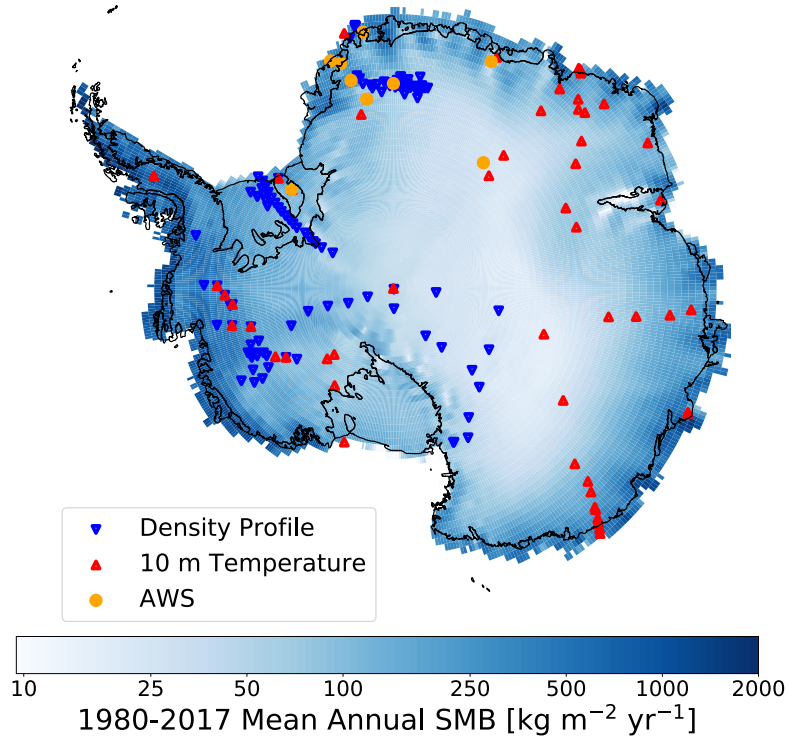 Density Profile
10 m Temperature
AWS
10 25 50 100 250 500 1000 2000
1980-2017 Mean Annual SMB [kg m⁻² yr⁻¹]